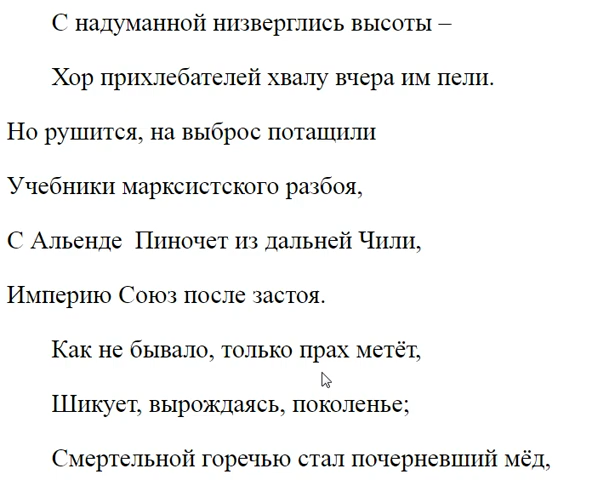 С надуманной низверглись высоты –
Хор прихлебателей хвалу вчера им пели.
Но рушится, на выброс потащили
Учебники марксистского разбоя,
С Альенде  Пиночет из дальней Чили,
Империю Союз после застоя.
Как не бывало, только прах метёт,
Шикует, вырождаясь, поколенье;
Смертельной горечью стал почерневший мёд,